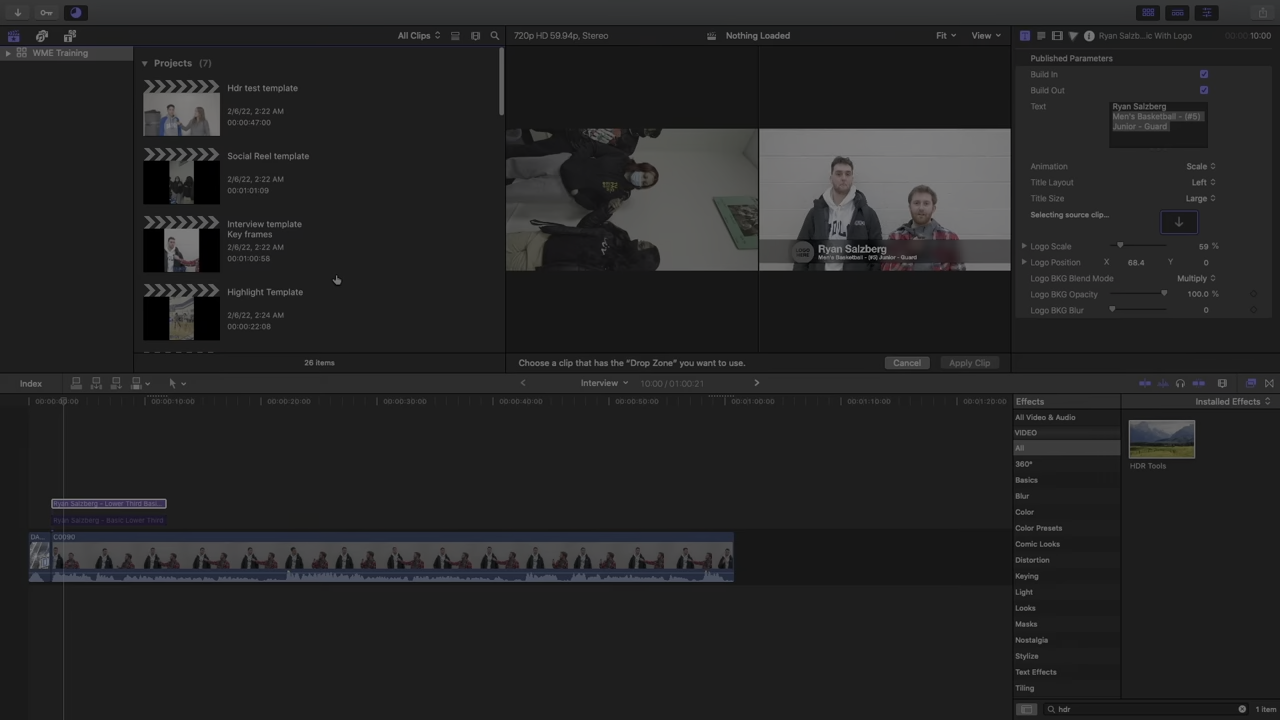 All Clips
720p HD 59.94p, Stereo
Nothing Loaded
Fit
View
Ryan Salzb...ic With Logo
00:00:10:00
WME Training
Projects (7)
Hdr test template
2/6/22, 2:22 AM
00:00:47:00
Social Reel template
2/6/22, 2:22 AM
00:01:01:09
Interview template
Key frames
2/6/22, 2:22 AM
00:01:00:58
Highlight Template
2/6/22, 2:24 AM
00:00:22:08
26 items
LOGO
HERE
Ryan Salzberg
Men's Basketball - (#5) Junior - Guard
Choose a clip that has the "Drop Zone" you want to use.
Cancel
Apply Clip
Published Parameters
Build In
Build Out
Text
Ryan Salzberg
Men's Basketball - (#5)
Junior - Guard
Animation
Scale
Title Layout
Left
Title Size
Large
Selecting source clip...
Logo Scale
59 %
Logo Position
X
68.4
Y
0
Logo BKG Blend Mode
Multiply
Logo BKG Opacity
100.0 %
Logo BKG Blur
0
Index
Interview
10:00 / 01:00:21
00:00:00:00
00:00:10:00
00:00:20:00
00:00:30:00
00:00:40:00
00:00:50:00
00:01:00:00
00:01:10:00
00:01:20:00
Ryan Salzberg - Lower Third Basi...
Ryan Salzberg - Basic Lower Third
DA...
C0090
Effects
Installed Effects
All Video & Audio
VIDEO
All
360°
Basics
Blur
Color
Color Presets
Comic Looks
Distortion
Keying
Light
Looks
Masks
Nostalgia
Stylize
Text Effects
Tiling
HDR Tools
hdr
1 item